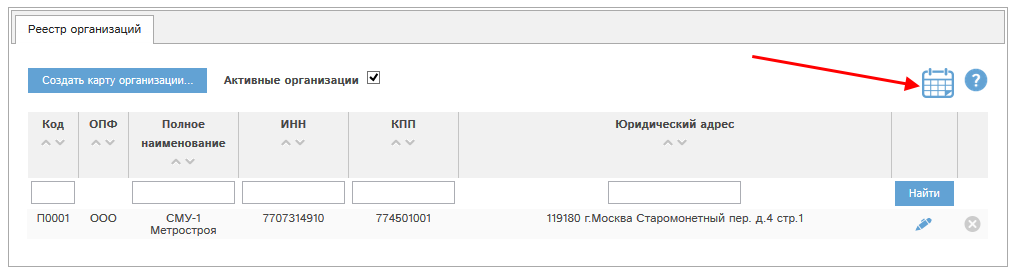 Реестр организаций
Создать карту организации...
Активные организации
?
Код ОПФ Полное наименование ИНН КПП Юридический адрес
Найти
П0001 ООО СМУ-1 Метростроя 7707314910 774501001 119180 г.Москва Старомонетный пер. д.4 стр.1